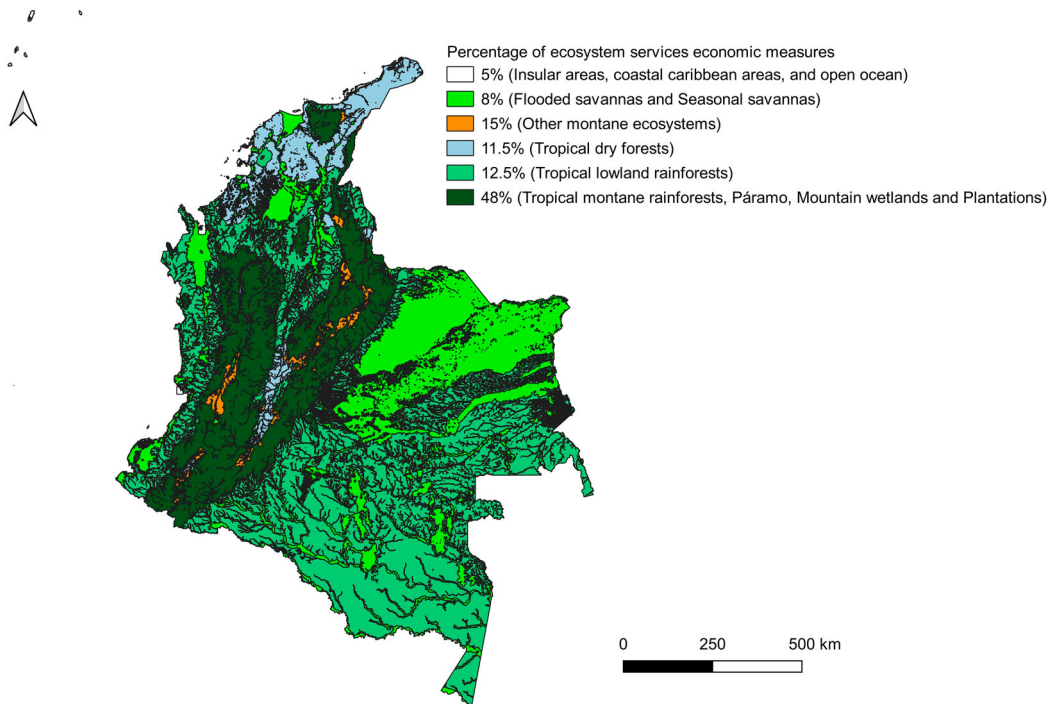 Percentage of ecosystem services economic measures
5% (Insular areas, coastal caribbean areas, and open ocean)
8% (Flooded savannas and Seasonal savannas)
15% (Other montane ecosystems)
11.5% (Tropical dry forests)
12.5% (Tropical lowland rainforests)
48% (Tropical montane rainforests, Páramo, Mountain wetlands and Plantations)
0 250 500 km